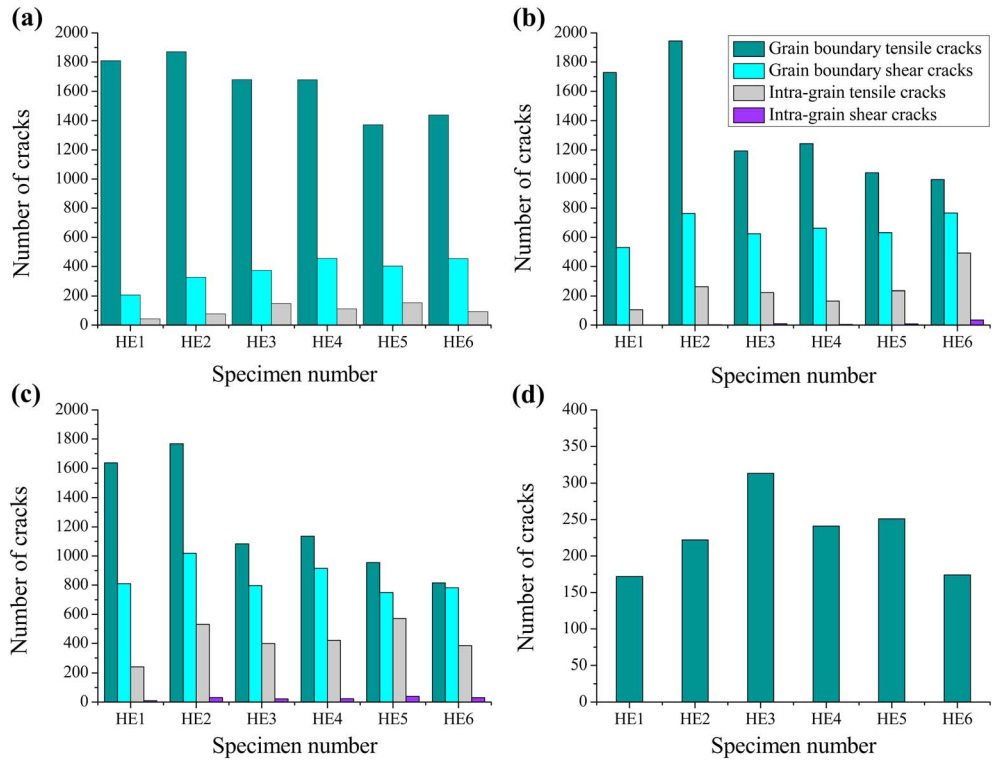 (a)
Number of cracks
2000
1800
1600
1400
1200
1000
800
600
400
200
0
HE1 HE2 HE3 HE4 HE5 HE6
Specimen number
(b)
Number of cracks
2000
1800
1600
1400
1200
1000
800
600
400
200
0
Grain boundary tensile cracks
Grain boundary shear cracks
Intra-grain tensile cracks
Intra-grain shear cracks
HE1 HE2 HE3 HE4 HE5 HE6
Specimen number
(c)
Number of cracks
2000
1800
1600
1400
1200
1000
800
600
400
200
0
HE1 HE2 HE3 HE4 HE5 HE6
Specimen number
(d)
Number of cracks
400
350
300
250
200
150
100
50
0
HE1 HE2 HE3 HE4 HE5 HE6
Specimen number